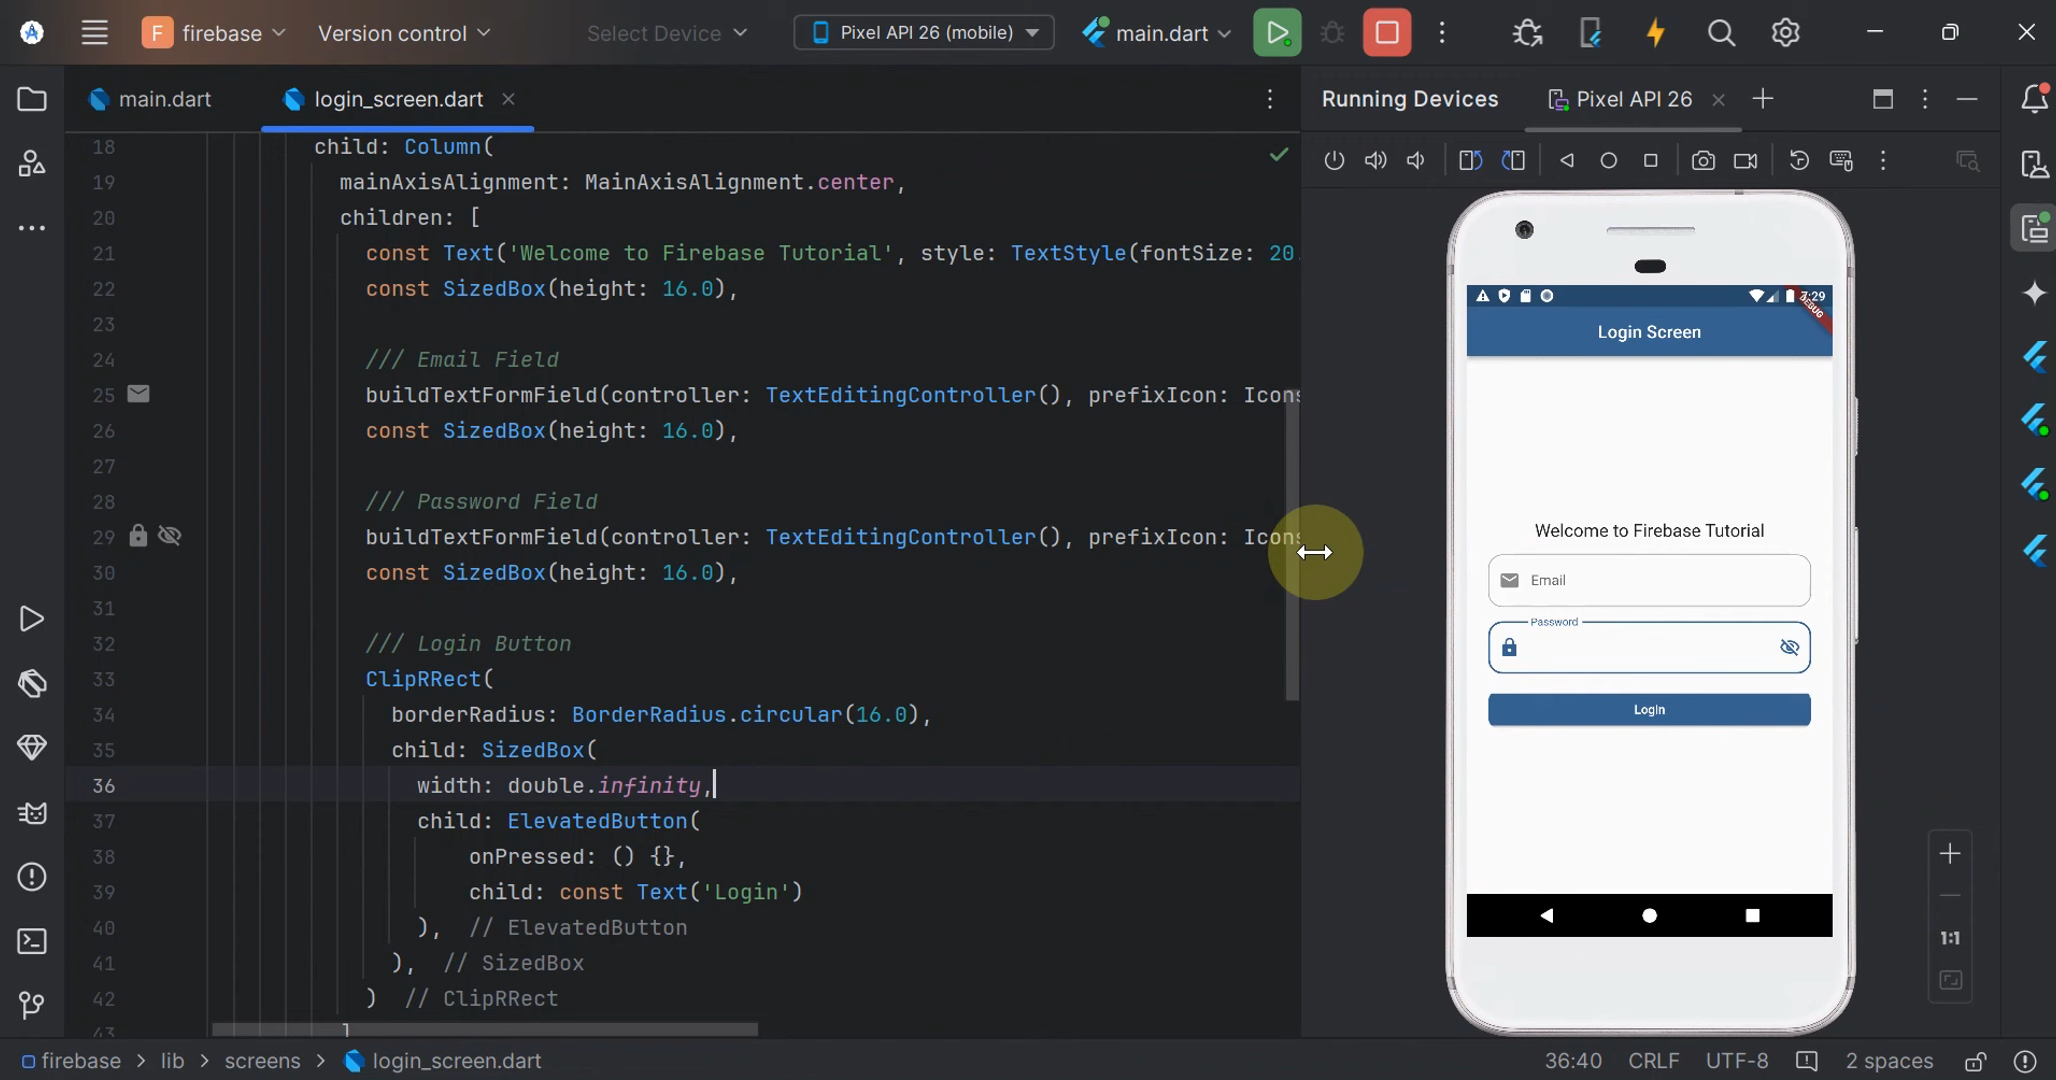 F firebase Version control Select Device Pixel API 26 (mobile) main.dart
main.dart login_screen.dart
Running Devices Pixel API 26
18 child: Column(
19 mainAxisAlignment: MainAxisAlignment.center,
20 children: [
21 const Text('Welcome to Firebase Tutorial', style: TextStyle(fontSize: 20.
22 const SizedBox(height: 16.0),
23
24 /// Email Field
25 buildTextFormField(controller: TextEditingController(), prefixIcon: Icons
26 const SizedBox(height: 16.0),
27
28 /// Password Field
29 buildTextFormField(controller: TextEditingController(), prefixIcon: Icons
30 const SizedBox(height: 16.0),
31
32 /// Login Button
33 ClipRRect(
34 borderRadius: BorderRadius.circular(16.0),
35 child: SizedBox(
36 width: double.infinity,
37 child: ElevatedButton(
38 onPressed: () {},
39 child: const Text('Login')
40 ), // ElevatedButton
41 ), // SizedBox
42 ) // ClipRRect
43 ]
7:29
DEBUG
Login Screen
Welcome to Firebase Tutorial
Email
Password
Login
1:1
firebase > lib > screens > login_screen.dart
36:40 CRLF UTF-8 2 spaces